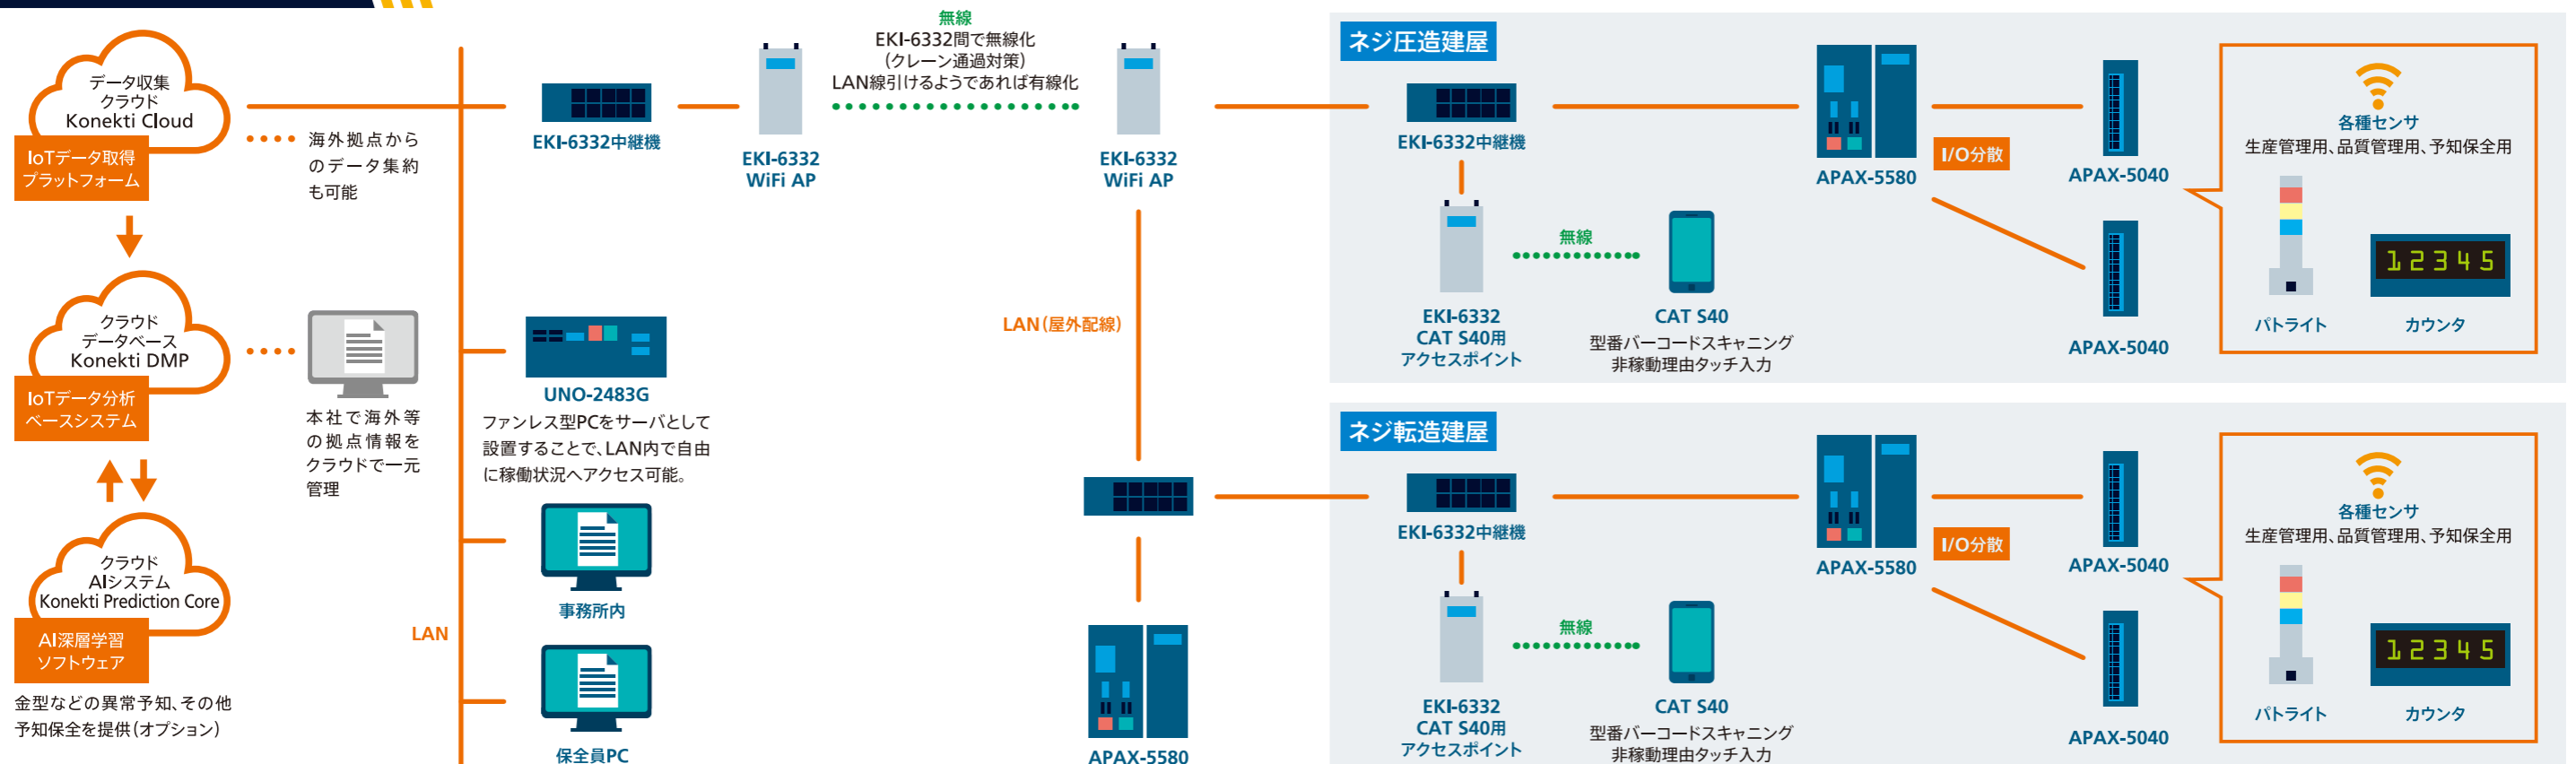 データ収集
クラウド
Konekti Cloud
IoTデータ取得
プラットフォーム
海外拠点から
のデータ集約
も可能
クラウド
データベース
Konekti DMP
IoTデータ分析
ベースシステム
本社で海外等
の拠点情報を
クラウドで一元
管理
クラウド
AIシステム
Konekti Prediction Core
AI深層学習
ソフトウェア
金型などの異常予知、その他
予知保全を提供(オプション)
LAN
EKI-6332中継機
EKI-6332
WiFi AP
無線
EKI-6332間で無線化
(クレーン通過対策)
LAN線引けるようであれば有線化
EKI-6332
WiFi AP
UNO-2483G
ファンレス型PCをサーバとして
設置することで、LAN内で自由
に稼働状況へアクセス可能。
事務所内
保全員PC
LAN(屋外配線)
APAX-5580
ネジ圧造建屋
EKI-6332中継機
EKI-6332
CAT S40用
アクセスポイント
無線
CAT S40
型番バーコードスキャニング
非稼動理由タッチ入力
APAX-5580
I/O分散
APAX-5040
APAX-5040
各種センサ
生産管理用、品質管理用、予知保全用
パトライト
12345
カウンタ
ネジ転造建屋
EKI-6332中継機
EKI-6332
CAT S40用
アクセスポイント
無線
CAT S40
型番バーコードスキャニング
非稼動理由タッチ入力
APAX-5580
I/O分散
APAX-5040
APAX-5040
各種センサ
生産管理用、品質管理用、予知保全用
パトライト
12345
カウンタ